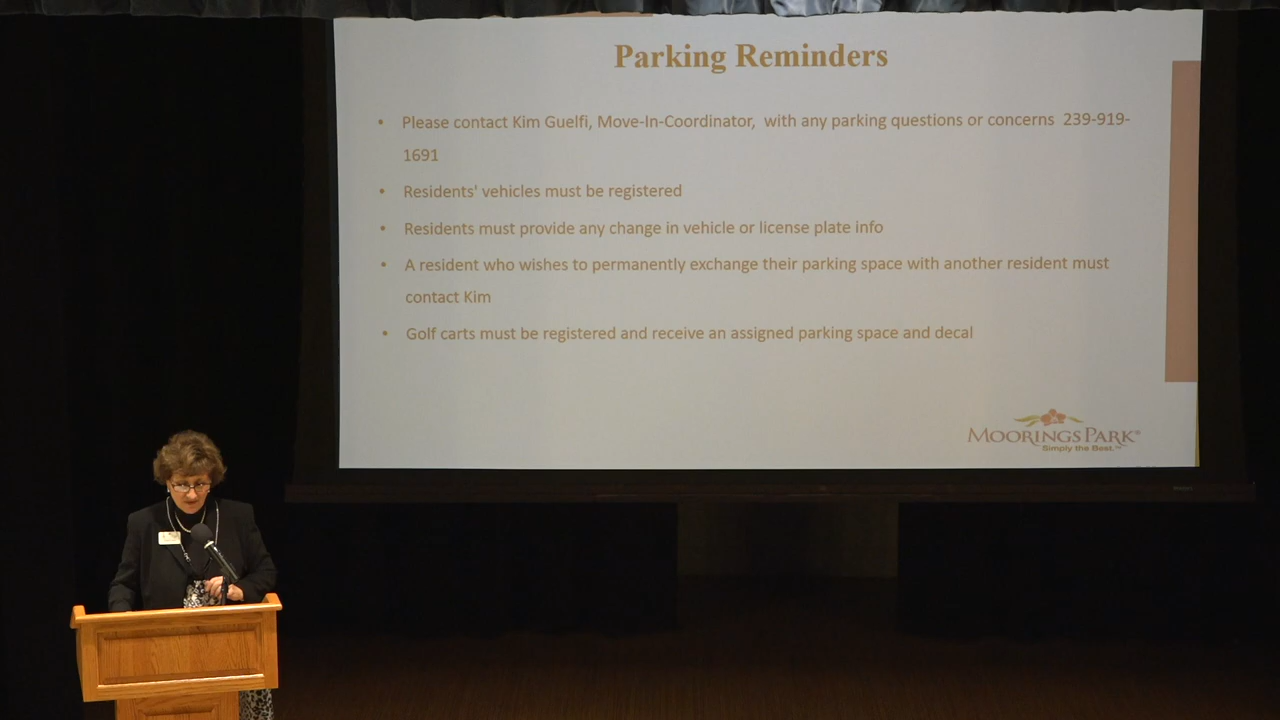 Parking Reminders
• Please contact Kim Guelfi, Move-In-Coordinator, with any parking questions or concerns 239-919-
1691
• Residents' vehicles must be registered
• Residents must provide any change in vehicle or license plate info
• A resident who wishes to permanently exchange their parking space with another resident must
contact Kim
• Golf carts must be registered and receive an assigned parking space and decal
MOORINGS PARK®
Simply the Best.™